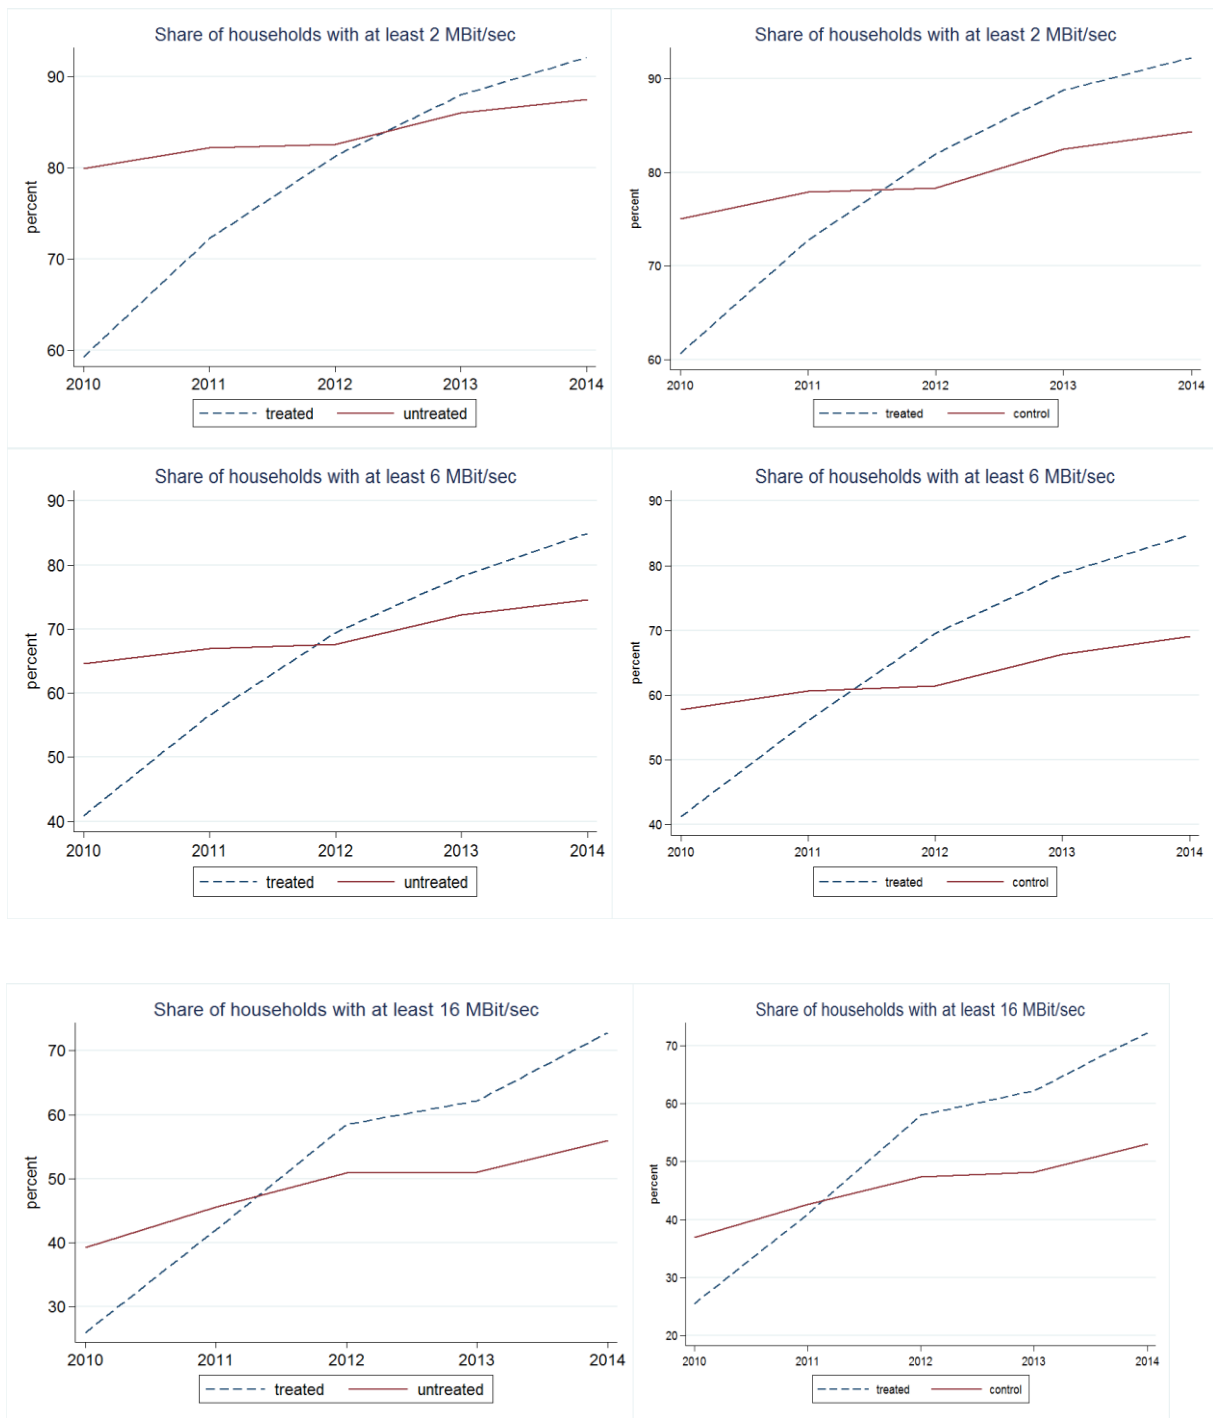 Share of households with at least 2 MBit/sec
percent
90
80
70
60
2010 2011 2012 2013 2014
treated untreated
Share of households with at least 2 MBit/sec
percent
90
80
70
60
2010 2011 2012 2013 2014
treated control
Share of households with at least 6 MBit/sec
percent
90
80
70
60
50
40
2010 2011 2012 2013 2014
treated untreated
Share of households with at least 6 MBit/sec
percent
90
80
70
60
50
40
2010 2011 2012 2013 2014
treated control
Share of households with at least 16 MBit/sec
percent
70
60
50
40
30
2010 2011 2012 2013 2014
treated untreated
Share of households with at least 16 MBit/sec
percent
70
60
50
40
30
20
2010 2011 2012 2013 2014
treated control